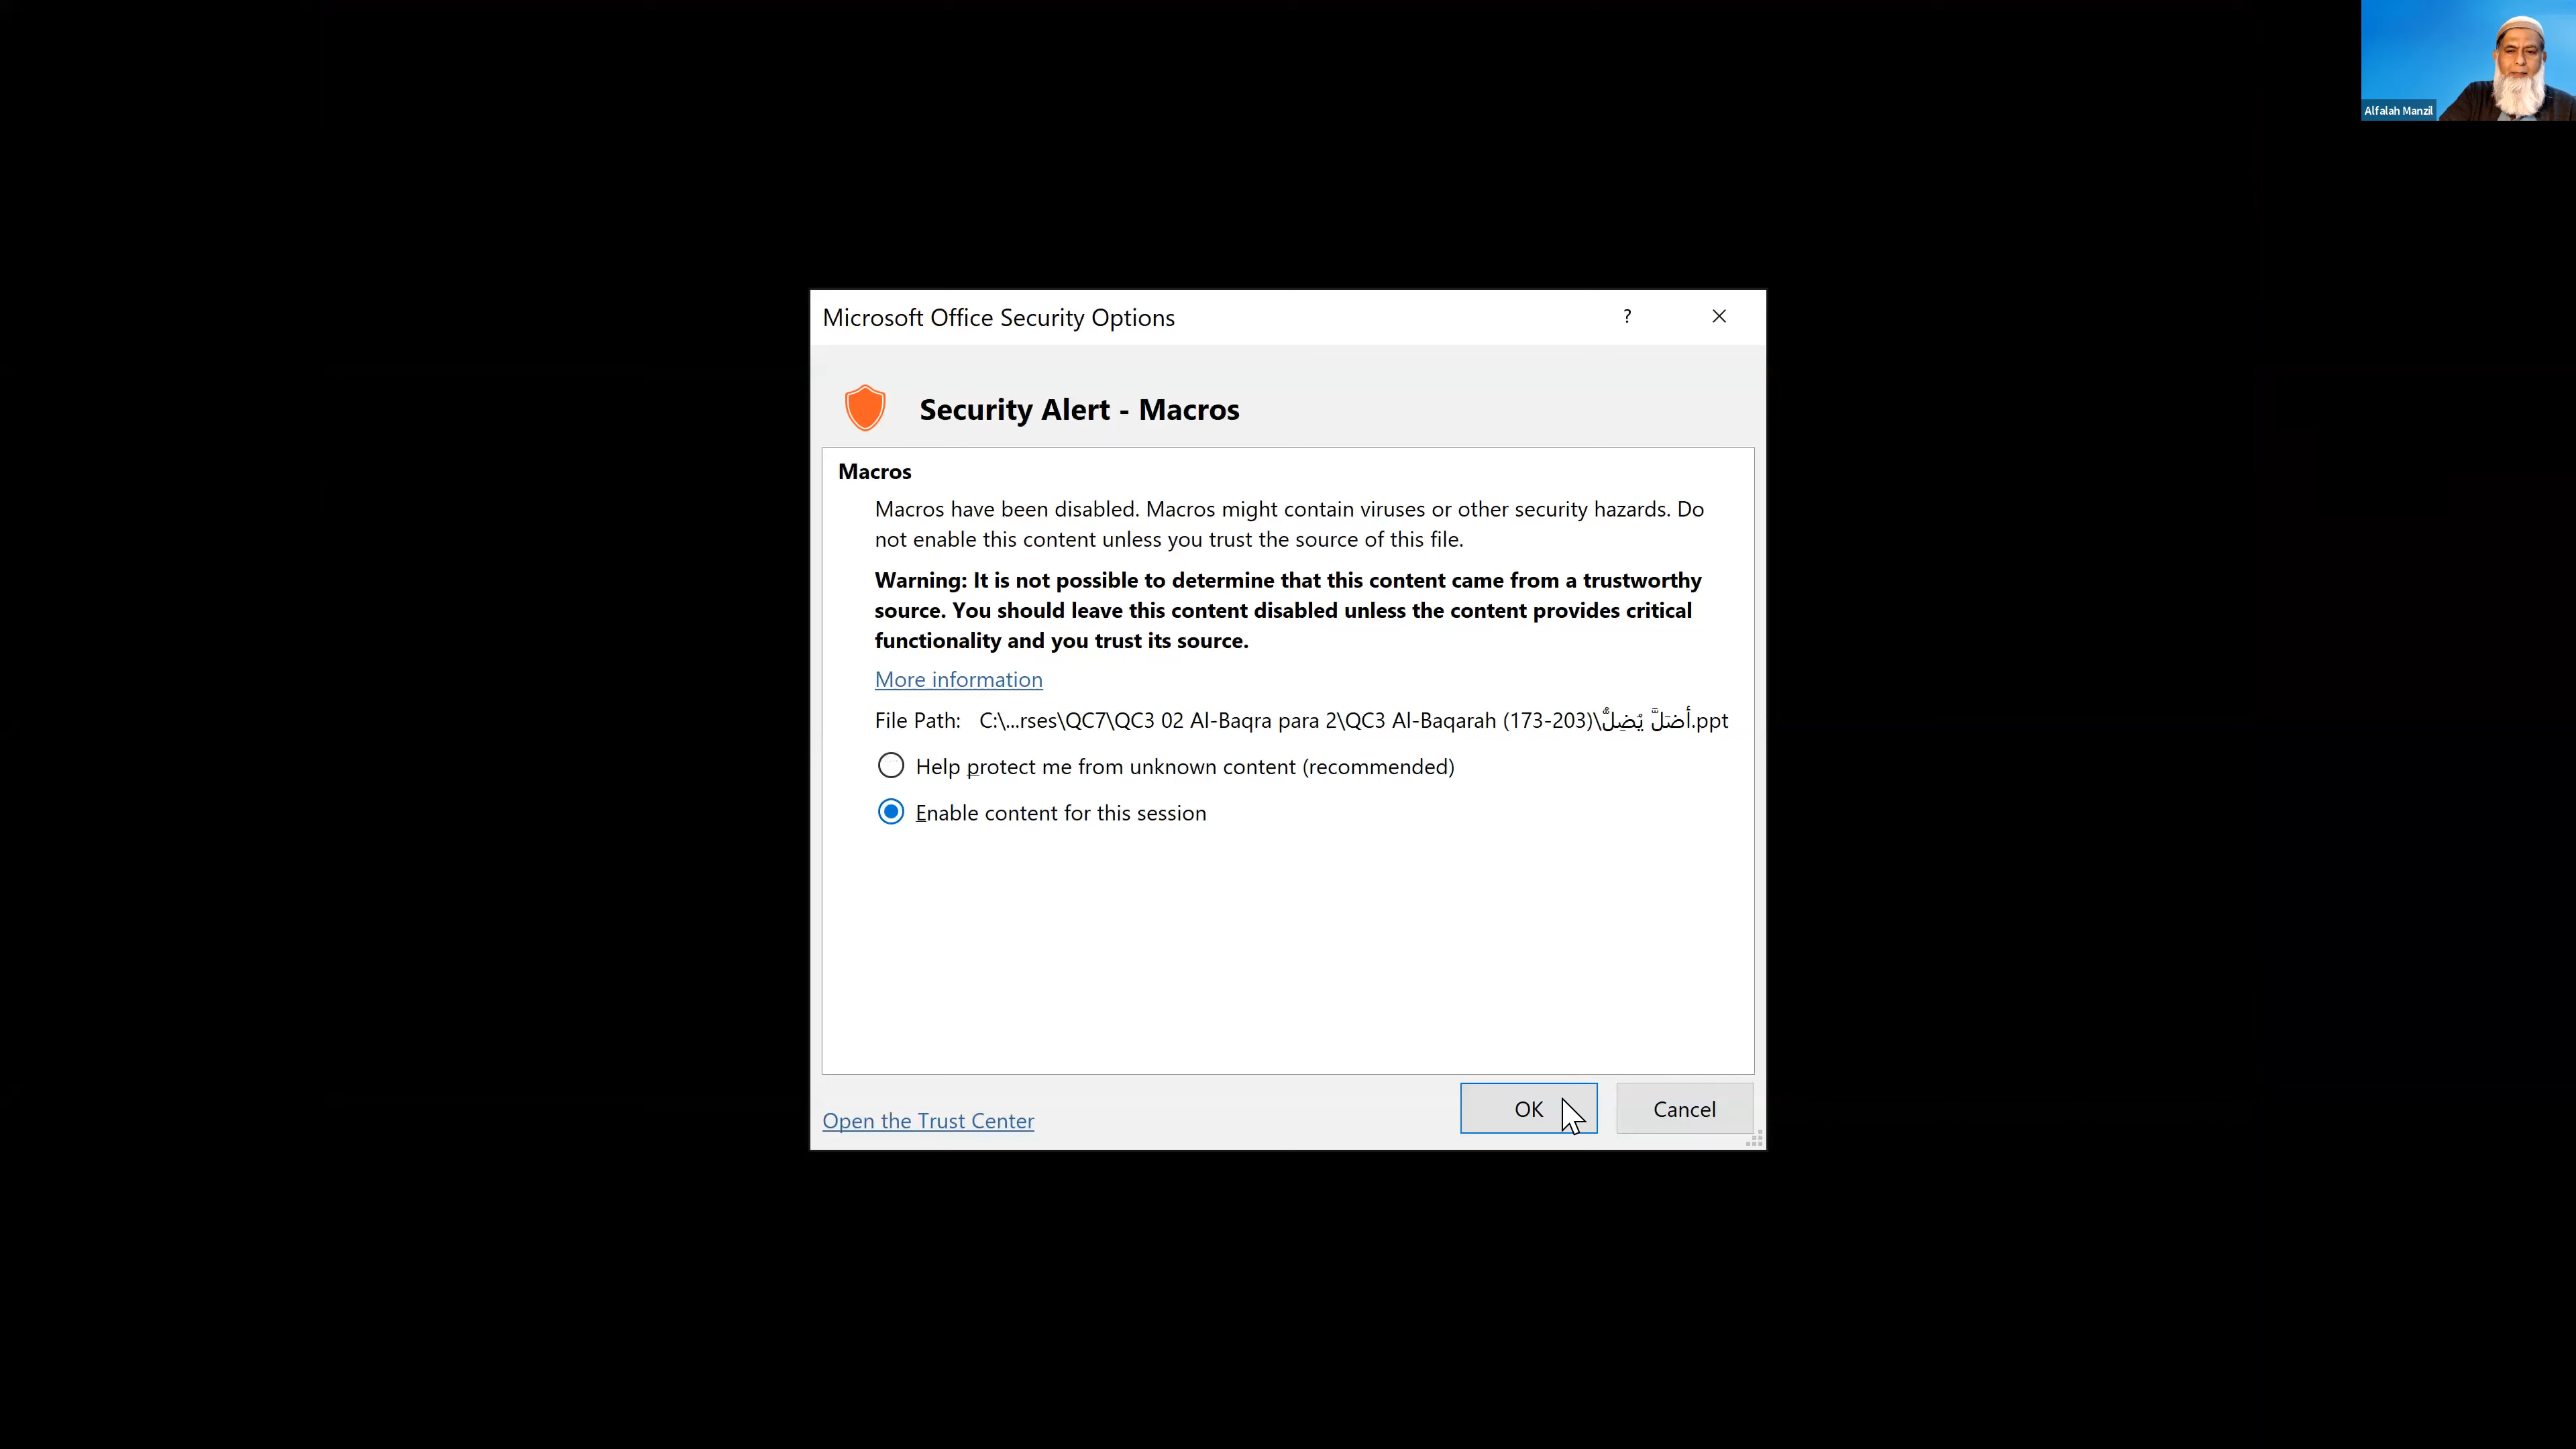 Alfalah Manzil
Microsoft Office Security Options
Security Alert - Macros
Macros
Macros have been disabled. Macros might contain viruses or other security hazards. Do
not enable this content unless you trust the source of this file.
Warning: It is not possible to determine that this content came from a trustworthy
source. You should leave this content disabled unless the content provides critical
functionality and you trust its source.
More information
File Path: C:\...rses\QC7\QC3 02 Al-Baqra para 2\QC3 Al-Baqarah (173-203)\أضَلَّ يُضِلُّ.ppt
Help protect me from unknown content (recommended)
Enable content for this session
Open the Trust Center
OK
Cancel